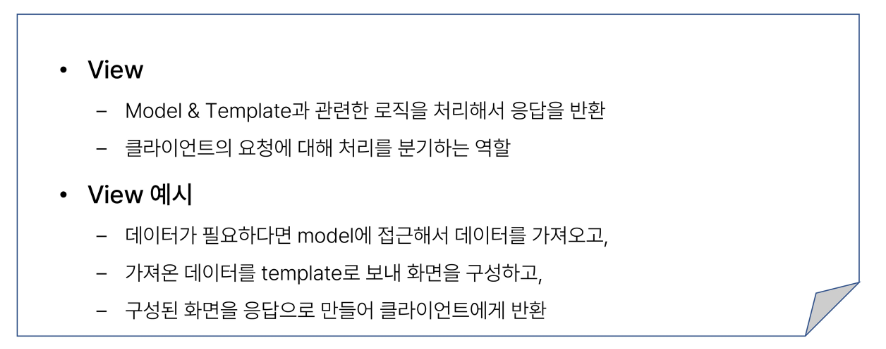 • View
– Model & Template과 관련한 로직을 처리해서 응답을 반환
– 클라이언트의 요청에 대해 처리를 분기하는 역할
• View 예시
– 데이터가 필요하다면 model에 접근해서 데이터를 가져오고,
– 가져온 데이터를 template로 보내 화면을 구성하고,
– 구성된 화면을 응답으로 만들어 클라이언트에게 반환